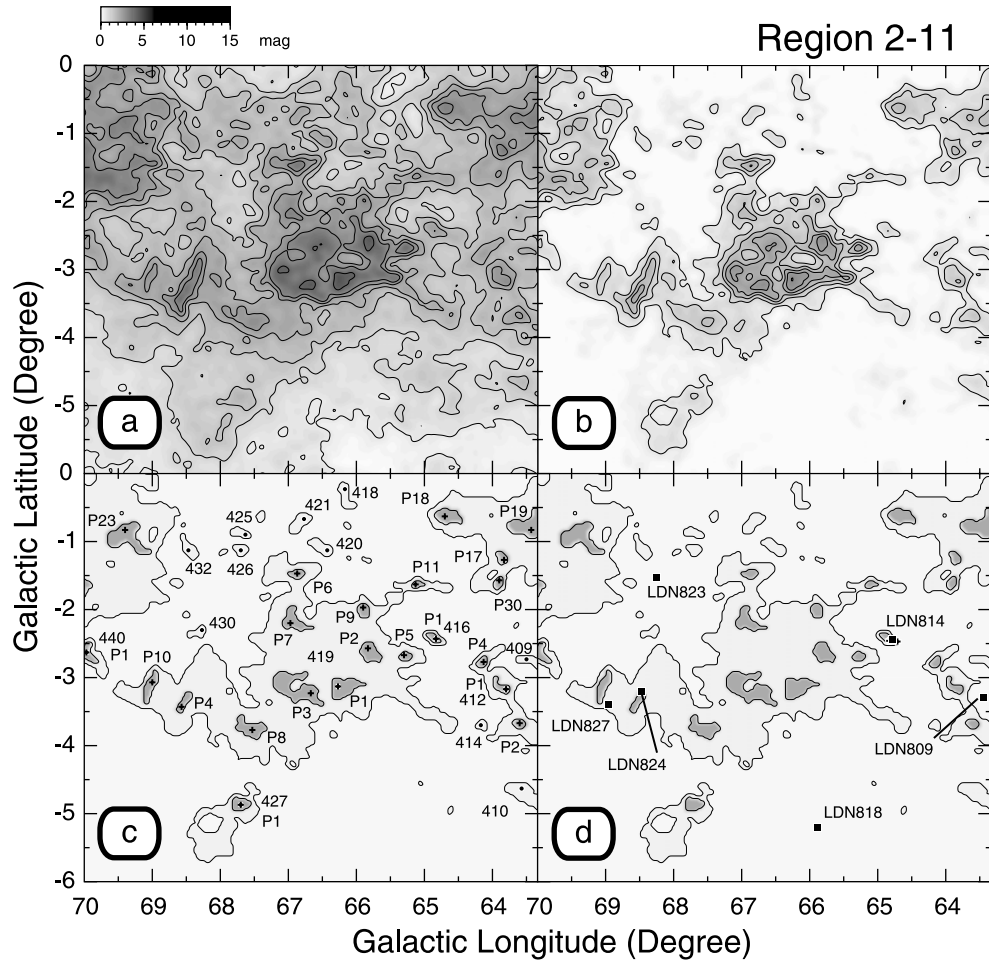 0 5 10 15 mag
Region 2-11
0
-1
-2
-3
-4
-5
a
b
Galactic Latitude (Degree)
0
-1
-2
-3
-4
-5
-6
418
P18
421
P19
P23
425
420
P17
432
426
P11
P6
P30
P9
P1
430
416
440
P7
P2
P5
P4
409
P1
P10
419
P1
412
P4
P3
P1
P8
414
P2
427
410
P1
c
LDN823
LDN814
LDN827
LDN824
LDN809
LDN818
d
70 69 68 67 66 65 64 70 69 68 67 66 65 64
Galactic Longitude (Degree)